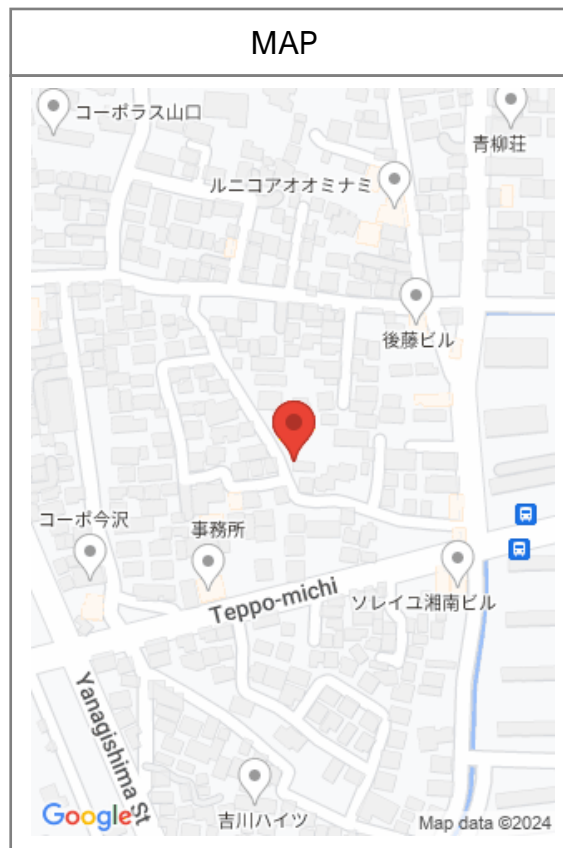 MAP
コーポラス山口
青柳荘
ルニコアオオミナミ
後藤ビル
コーポ今沢
事務所
Teppo-michi
ソレイユ湘南ビル
Yanagishima St
吉川ハイツ
Google
Map data ©2024